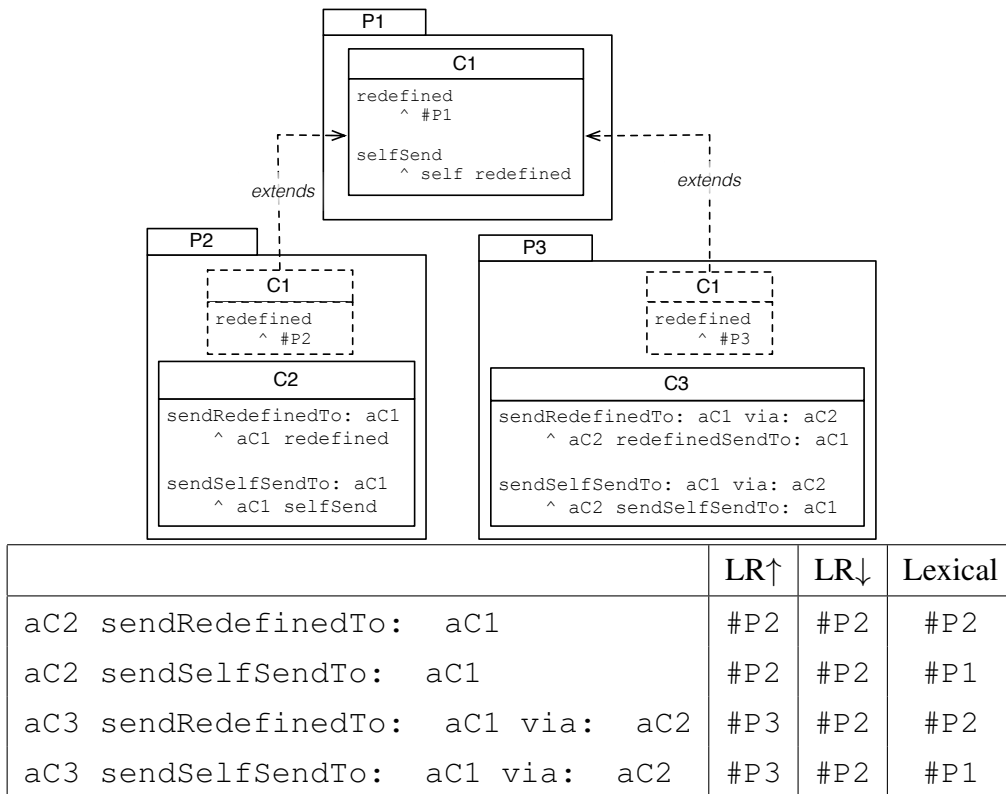 P1
C1
redefined
^ #P1
selfSend
^ self redefined
extends
extends
P2
C1
redefined
^ #P2
C2
sendRedefinedTo: aC1
^ aC1 redefined
sendSelfSendTo: aC1
^ aC1 selfSend
P3
C1
redefined
^ #P3
C3
sendRedefinedTo: aC1 via: aC2
^ aC2 redefinedSendTo: aC1
sendSelfSendTo: aC1 via: aC2
^ aC2 sendSelfSendTo: aC1
LR↑ LR↓ Lexical
aC2 sendRedefinedTo: aC1 #P2 #P2 #P2
aC2 sendSelfSendTo: aC1 #P2 #P2 #P1
aC3 sendRedefinedTo: aC1 via: aC2 #P3 #P2 #P2
aC3 sendSelfSendTo: aC1 via: aC2 #P3 #P2 #P1